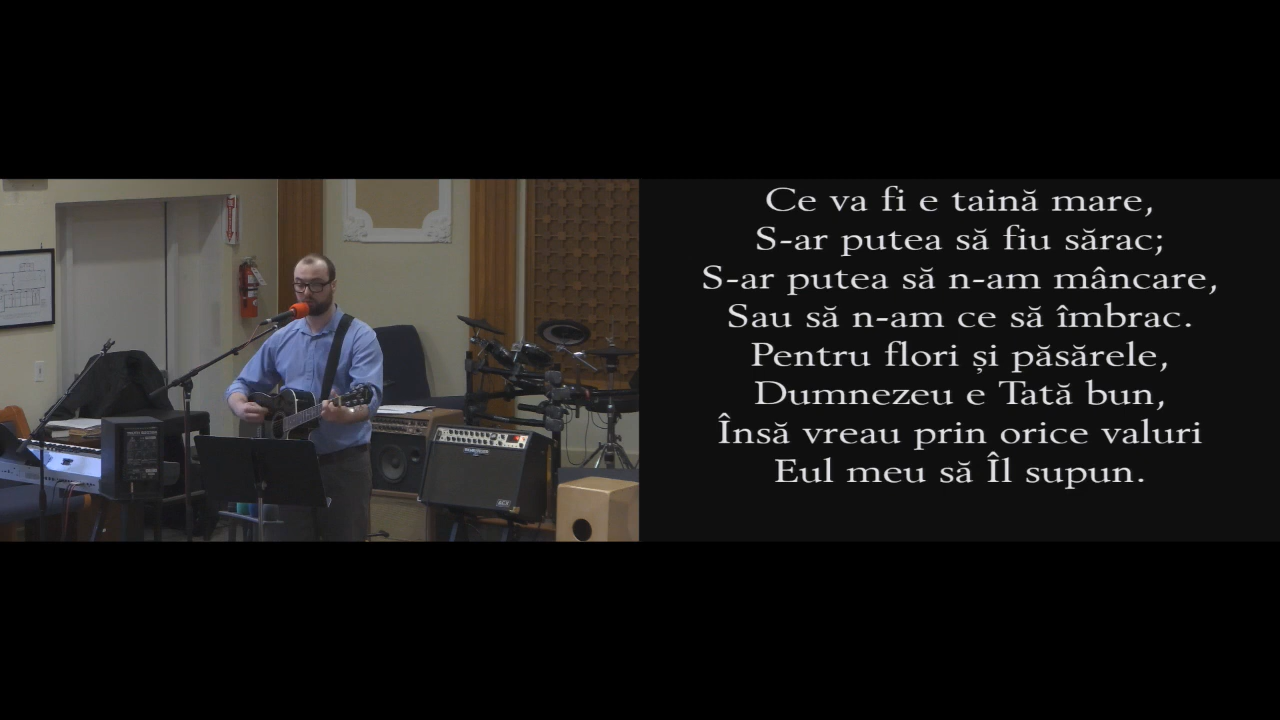 Ce va fi e taină mare,
S-ar putea să fiu sărac;
S-ar putea să n-am mâncare,
Sau să n-am ce să îmbrac.
Pentru flori și păsărele,
Dumnezeu e Tată bun,
Însă vreau prin orice valuri
Eul meu să Îl supun.